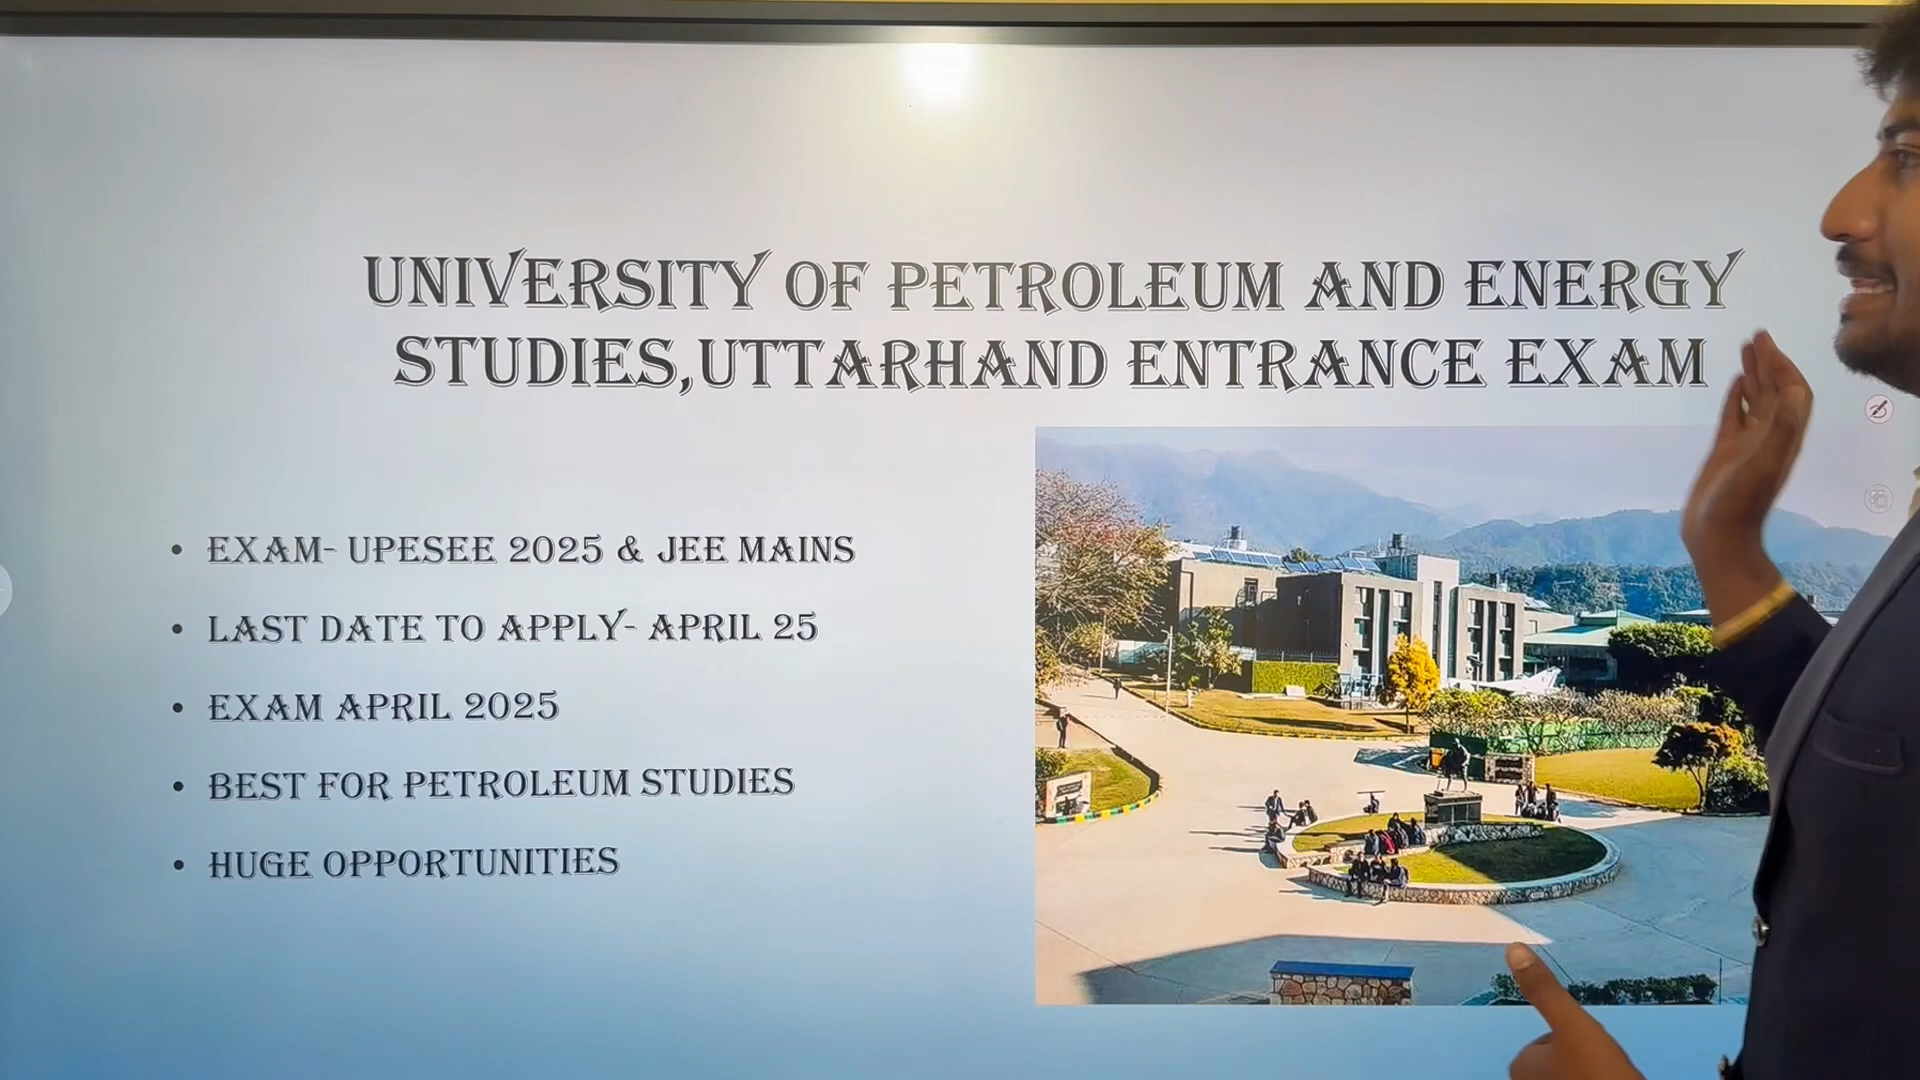 UNIVERSITY OF PETROLEUM AND ENERGY
STUDIES,UTTARHAND ENTRANCE EXAM
• EXAM- UPESEE 2025 & JEE MAINS
• LAST DATE TO APPLY- APRIL 25
• EXAM APRIL 2025
• BEST FOR PETROLEUM STUDIES
• HUGE OPPORTUNITIES